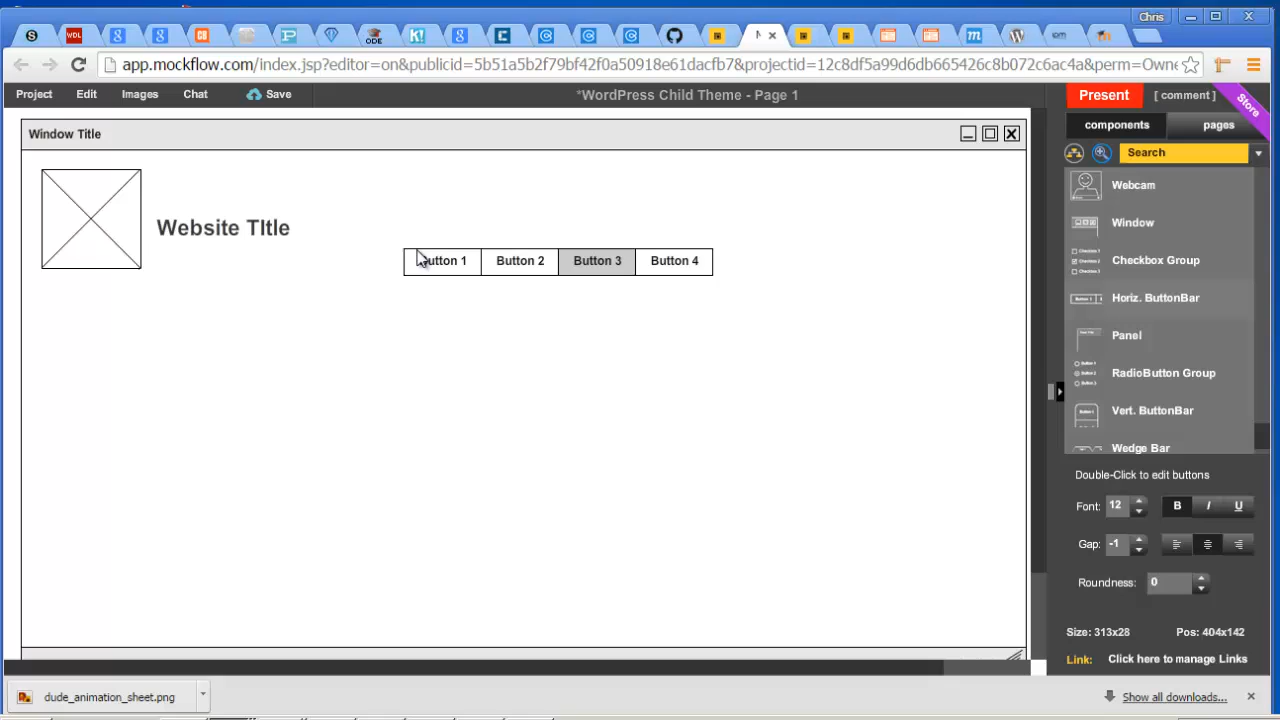 Chris
WDL
ODE
app.mockflow.com/index.jsp?editor=on&publicid=5b51a5b2f79bf42f0a50918e61dacfb7&projectid=12c8df5a99d6db665426c8b072c6ac4a&perm=Owne
Project Edit Images Chat Save *WordPress Child Theme - Page 1 Present [ comment ] Store
components pages
Window Title
Search
Webcam
Window
Website TItle
Button 1 Button 2 Button 3 Button 4
Checkbox Group
Horiz. ButtonBar
Panel
RadioButton Group
Vert. ButtonBar
Wedge Bar
Double-Click to edit buttons
Font: 12 B I U
Gap: -1
Roundness: 0
Size: 313x28 Pos: 404x142
Link: Click here to manage Links
dude_animation_sheet.png
Show all downloads...